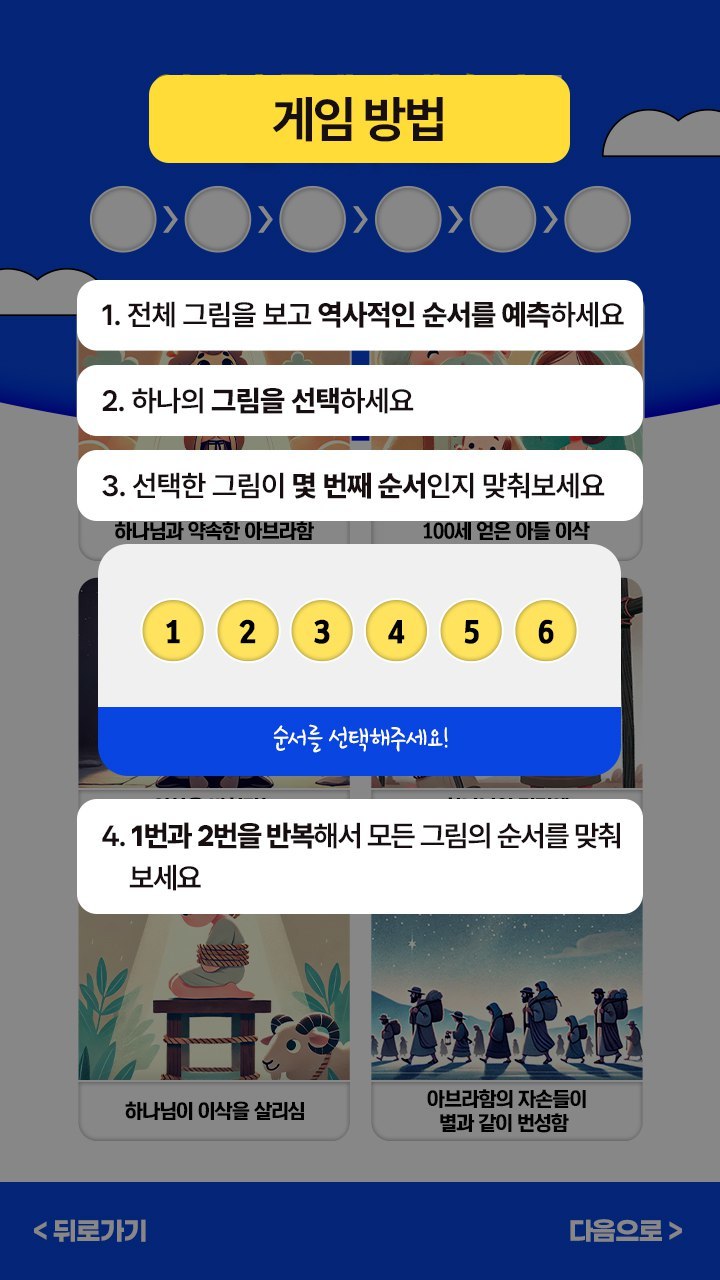 게임 방법
1. 전체 그림을 보고 역사적인 순서를 예측하세요
2. 하나의 그림을 선택하세요
3. 선택한 그림이 몇 번째 순서인지 맞춰보세요
하나님과 약속한 아브라함
100세 얻은 아들 이삭
1 2 3 4 5 6
순서를 선택해주세요!
4. 1번과 2번을 반복해서 모든 그림의 순서를 맞춰
보세요
하나님이 이삭을 살리심
아브라함의 자손들이
별과 같이 번성함
< 뒤로가기
다음으로 >